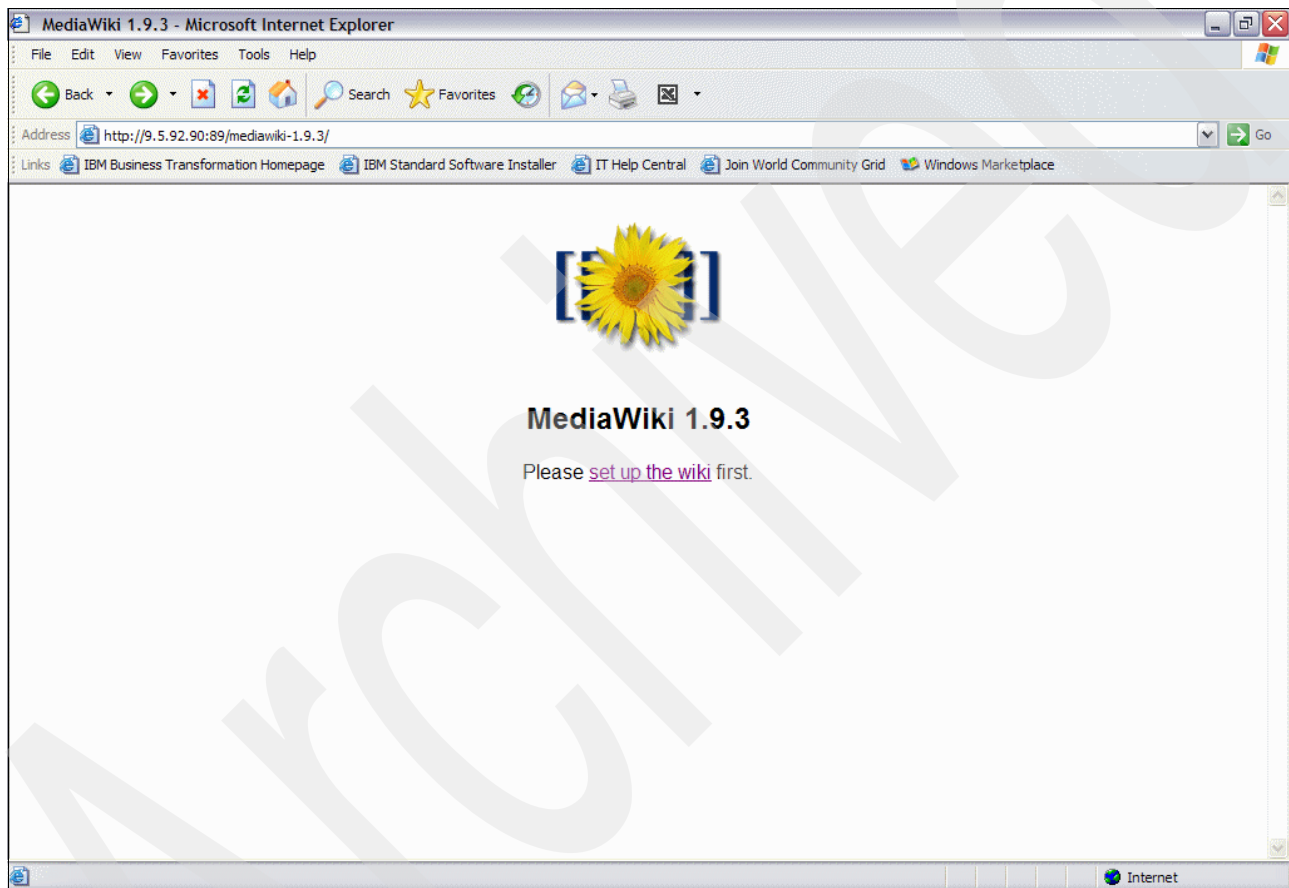 MediaWiki 1.9.3 - Microsoft Internet Explorer
File Edit View Favorites Tools Help
Back Search Favorites
Address http://9.5.92.90:89/mediawiki-1.9.3/ Go
Links IBM Business Transformation Homepage IBM Standard Software Installer IT Help Central Join World Community Grid Windows Marketplace
[[ ]]
MediaWiki 1.9.3
Please set up the wiki first.
Internet
Archived